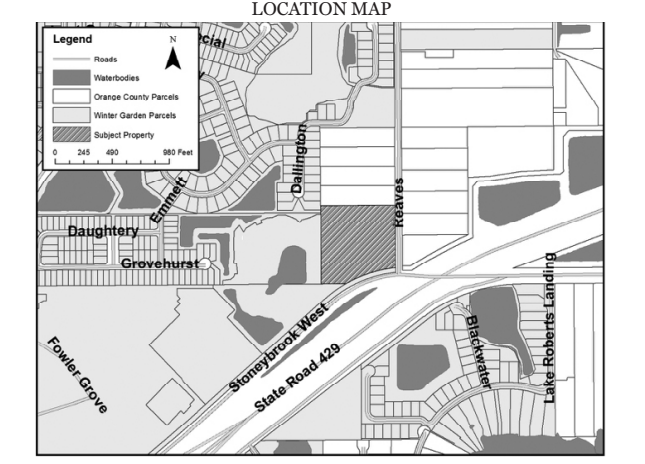 LOCATION MAP
Legend
N
Roads
Waterbodies
Orange County Parcels
Winter Garden Parcels
Subject Property
0 245 490 980 Feet
Dallington
Emmett
Reaves
Daughtery
Grovehurst
Stoneybrook West
State Road 429
Fowler Grove
Blackwater
Lake Roberts Landing